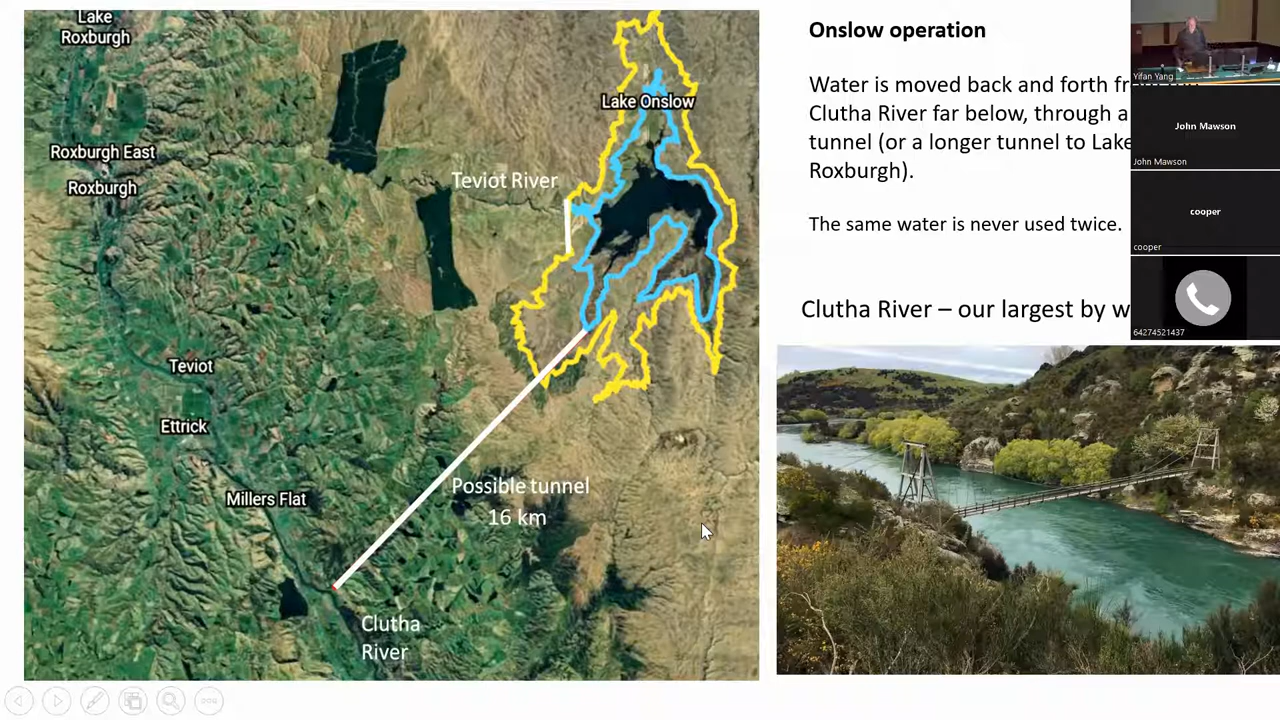 Lake
Roxburgh
Lake Onslow
Roxburgh East
Teviot River
Roxburgh
Teviot
Ettrick
Possible tunnel
16 km
Millers Flat
Clutha
River
Onslow operation
Water is moved back and forth
Clutha River far below, through a
tunnel (or a longer tunnel to Lake
Roxburgh).
The same water is never used twice.
Clutha River – our largest by
Yifan Yang
John Mawson
John Mawson
cooper
cooper
64274521437